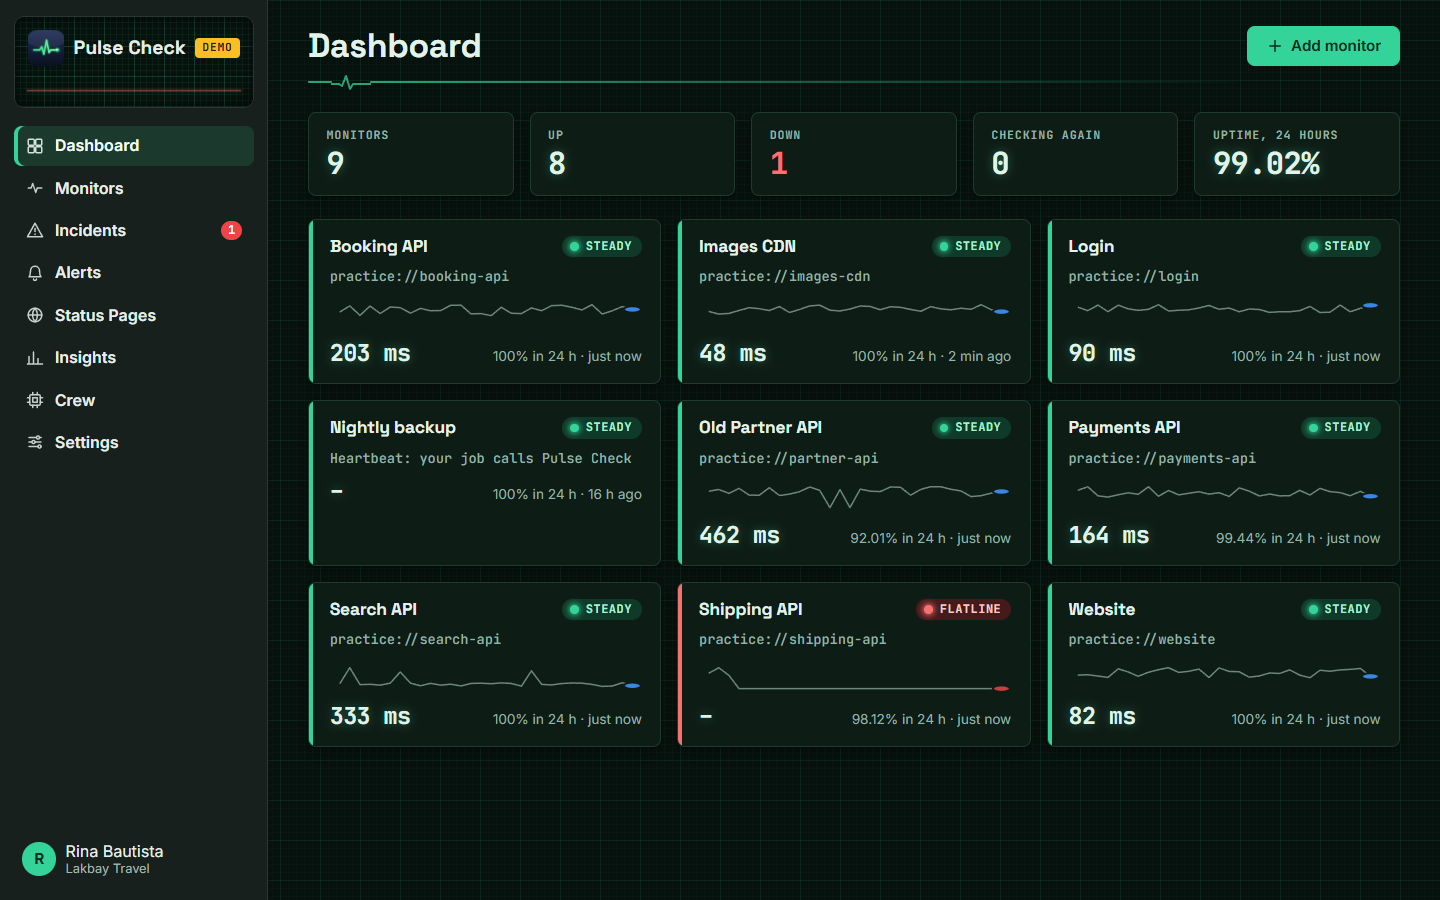 Pulse Check DEMO
Dashboard
Monitors
Incidents 1
Alerts
Status Pages
Insights
Crew
Settings
Rina Bautista
R
Lakbay Travel
Dashboard
+ Add monitor
MONITORS
9
UP
8
DOWN
1
CHECKING AGAIN
0
UPTIME, 24 HOURS
99.02%
Booking API STEADY
practice://booking-api
203 ms 100% in 24 h · just now
Images CDN STEADY
practice://images-cdn
48 ms 100% in 24 h · 2 min ago
Login STEADY
practice://login
90 ms 100% in 24 h · just now
Nightly backup STEADY
Heartbeat: your job calls Pulse Check
– 100% in 24 h · 16 h ago
Old Partner API STEADY
practice://partner-api
462 ms 92.01% in 24 h · just now
Payments API STEADY
practice://payments-api
164 ms 99.44% in 24 h · just now
Search API STEADY
practice://search-api
333 ms 100% in 24 h · just now
Shipping API FLATLINE
practice://shipping-api
– 98.12% in 24 h · just now
Website STEADY
practice://website
82 ms 100% in 24 h · just now